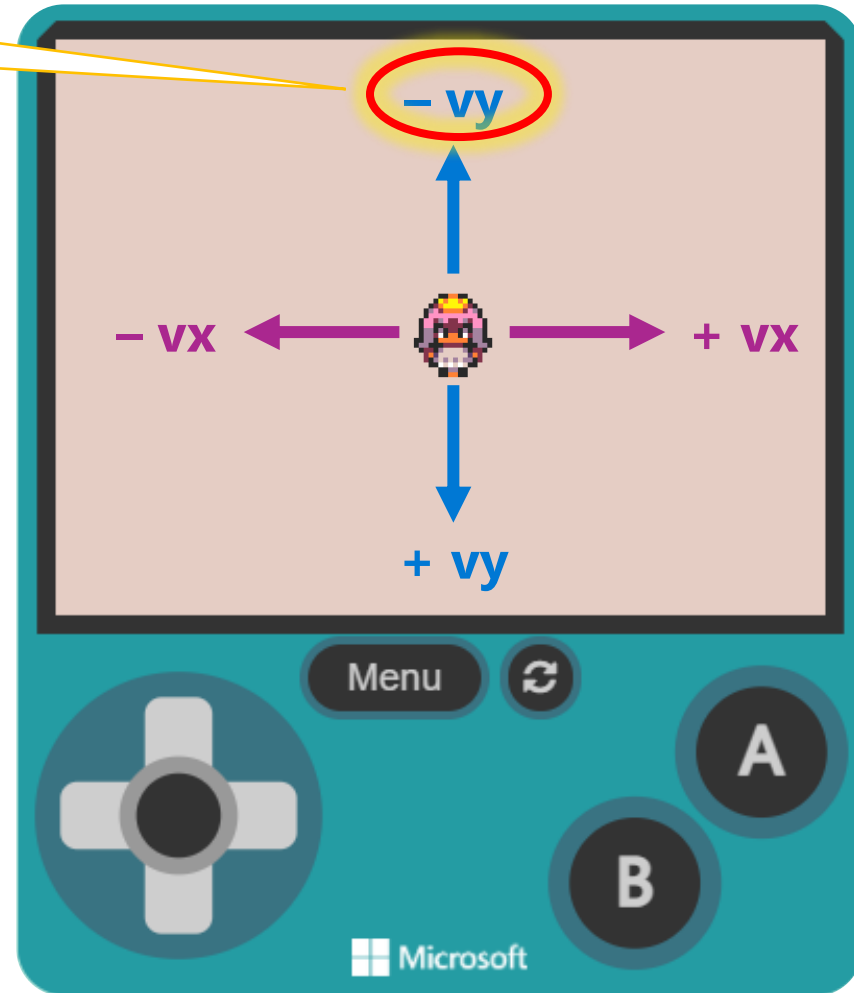 – vy
– vx
+ vx
+ vy
Menu
A
B
Microsoft